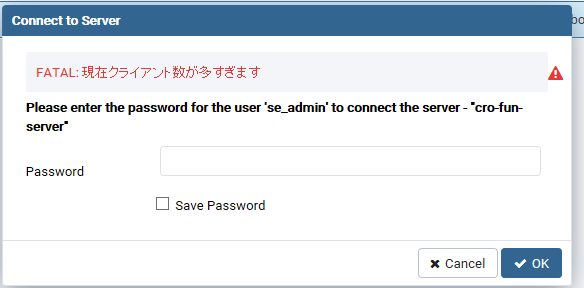 Connect to Server
FATAL: 現在クライアント数が多すぎます
Please enter the password for the user 'se_admin' to connect the server - "cro-fun-
server"
Password
Save Password
Cancel
OK